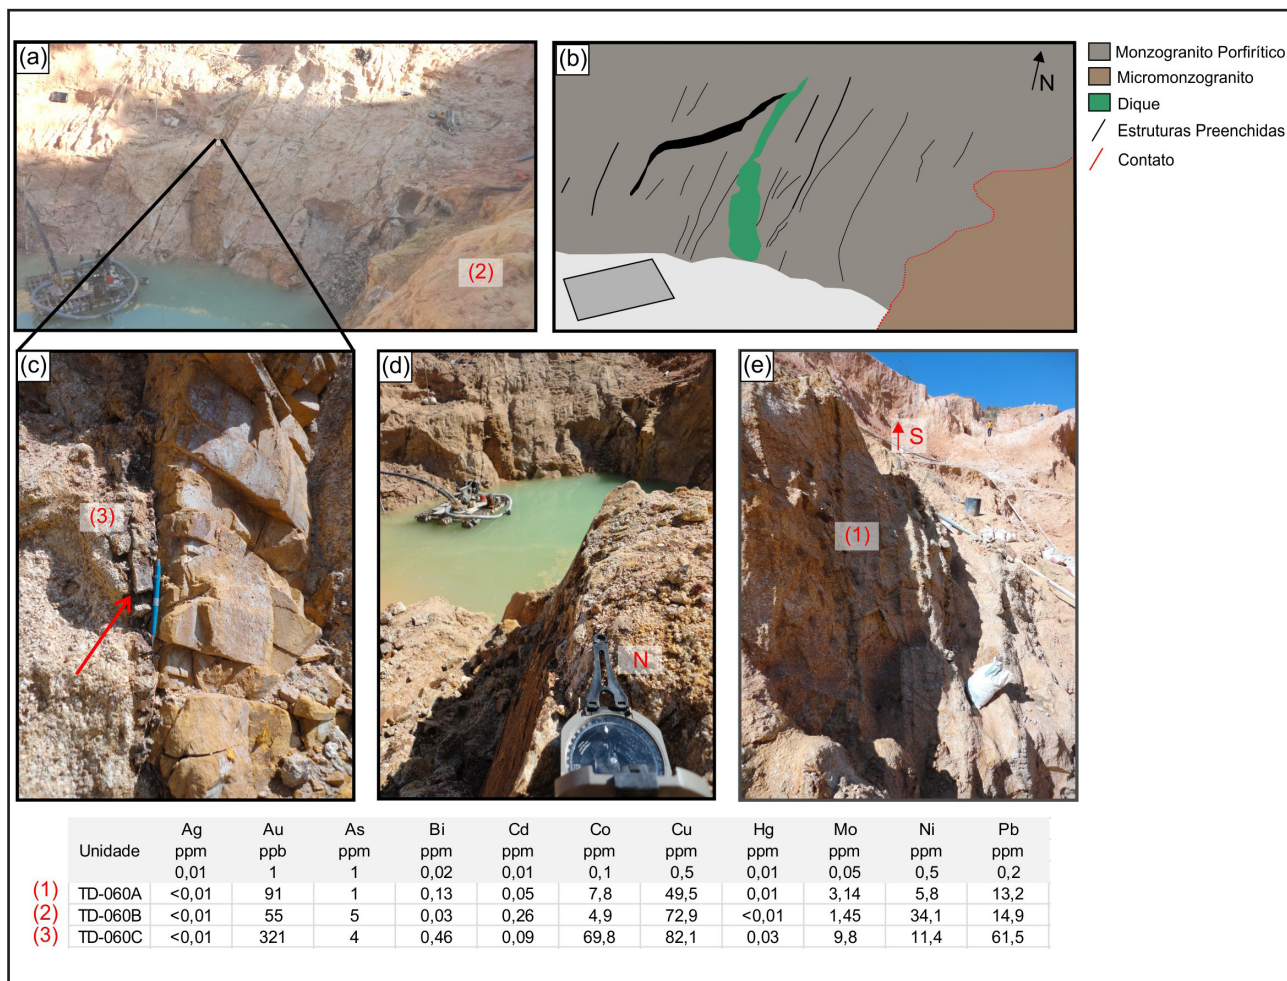 (a)
(2)
(b)
N
Monzogranito Porfirítico
Micromonzogranito
Dique
Estruturas Preenchidas
Contato
(c)
(3)
(d)
N
(e)
S
(1)
Ag Au As Bi Cd Co Cu Hg Mo Ni Pb
Unidade ppm ppb ppm ppm ppm ppm ppm ppm ppm ppm ppm
0,01 1 1 0,02 0,01 0,1 0,5 0,01 0,05 0,5 0,2
(1) TD-060A <0,01 91 1 0,13 0,05 7,8 49,5 0,01 3,14 5,8 13,2
(2) TD-060B <0,01 55 5 0,03 0,26 4,9 72,9 <0,01 1,45 34,1 14,9
(3) TD-060C <0,01 321 4 0,46 0,09 69,8 82,1 0,03 9,8 11,4 61,5